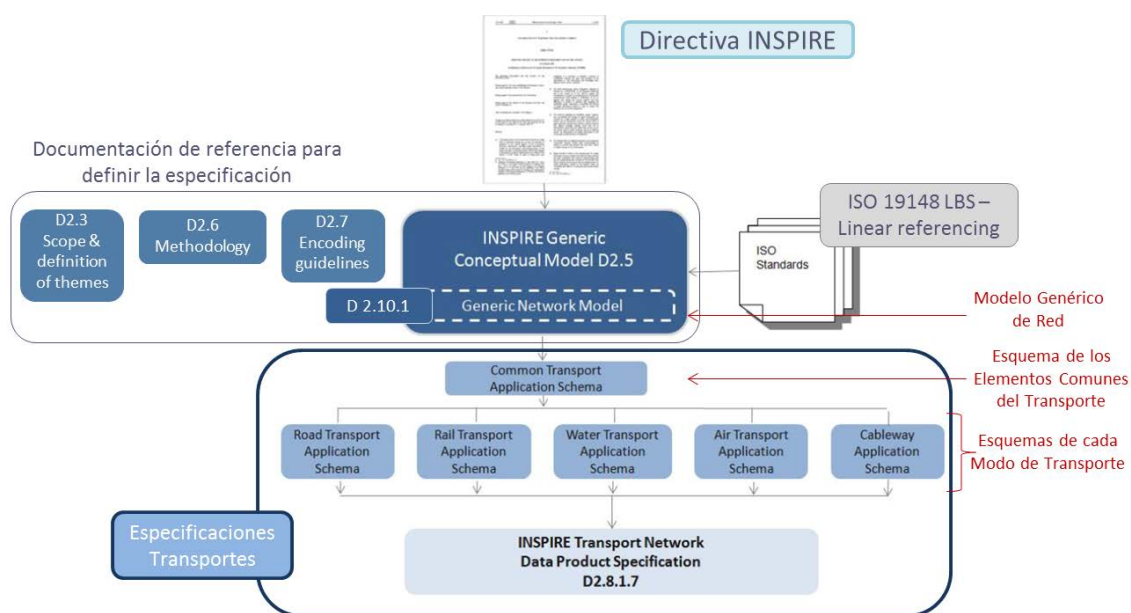 Directiva INSPIRE
Documentación de referencia para
definir la especificación
D2.3
Scope &
definition
of themes
D2.6
Methodology
D2.7
Encoding
guidelines
INSPIRE Generic
Conceptual Model D2.5
D 2.10.1
Generic Network Model
ISO 19148 LBS –
Linear referencing
ISO
Standards
Modelo Genérico
de Red
Common Transport
Application Schema
Esquema de los
Elementos Comunes
del Transporte
Road Transport
Application
Schema
Rail Transport
Application
Schema
Water Transport
Application
Schema
Air Transport
Application
Schema
Cableway
Application
Schema
Esquemas de cada
Modo de Transporte
Especificaciones
Transportes
INSPIRE Transport Network
Data Product Specification
D2.8.1.7